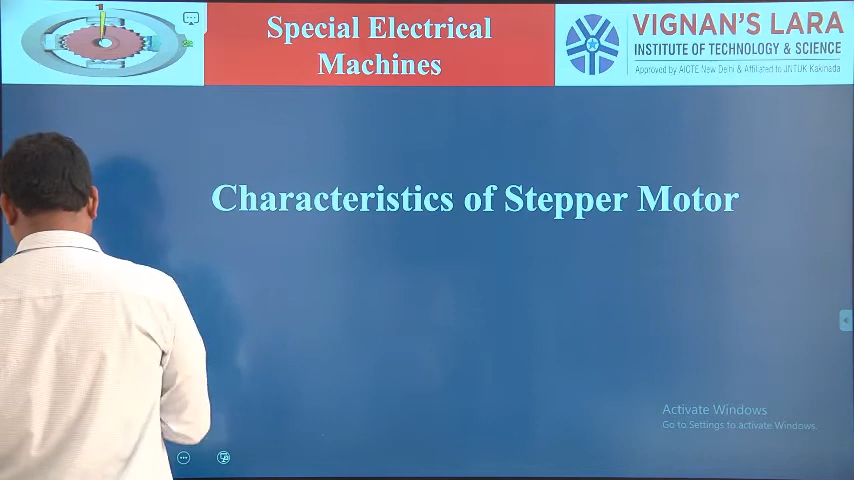 Special Electrical
Machines
VIGNAN'S LARA
INSTITUTE OF TECHNOLOGY & SCIENCE
Approved by AICTE New Delhi & Affiliated to JNTUK Kakinada
Characteristics of Stepper Motor
Activate Windows
Go to Settings to activate Windows.